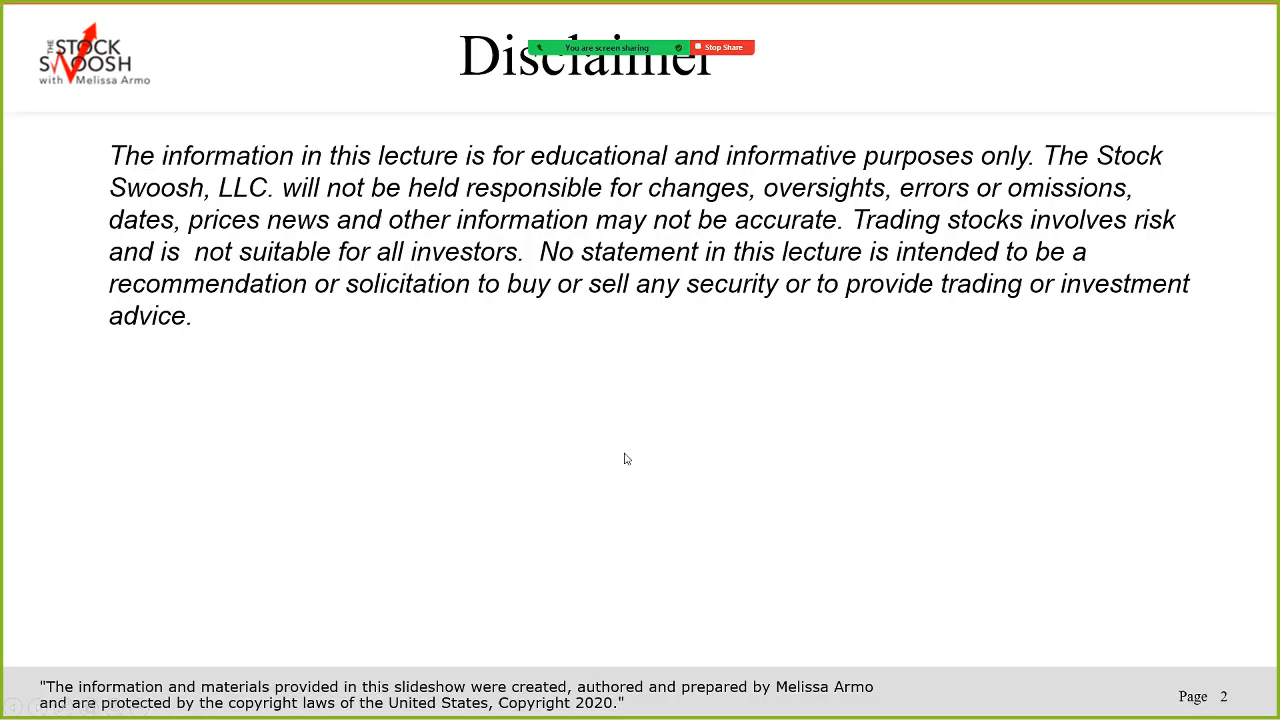 THE STOCK
SWOOSH
with Melissa Armo
Disclaimer
You are screen sharing
Stop Share
The information in this lecture is for educational and informative purposes only. The Stock
Swoosh, LLC. will not be held responsible for changes, oversights, errors or omissions,
dates, prices news and other information may not be accurate. Trading stocks involves risk
and is  not suitable for all investors.  No statement in this lecture is intended to be a
recommendation or solicitation to buy or sell any security or to provide trading or investment
advice.
"The information and materials provided in this slideshow were created, authored and prepared by Melissa Armo
and are protected by the copyright laws of the United States, Copyright 2020."
Page 2